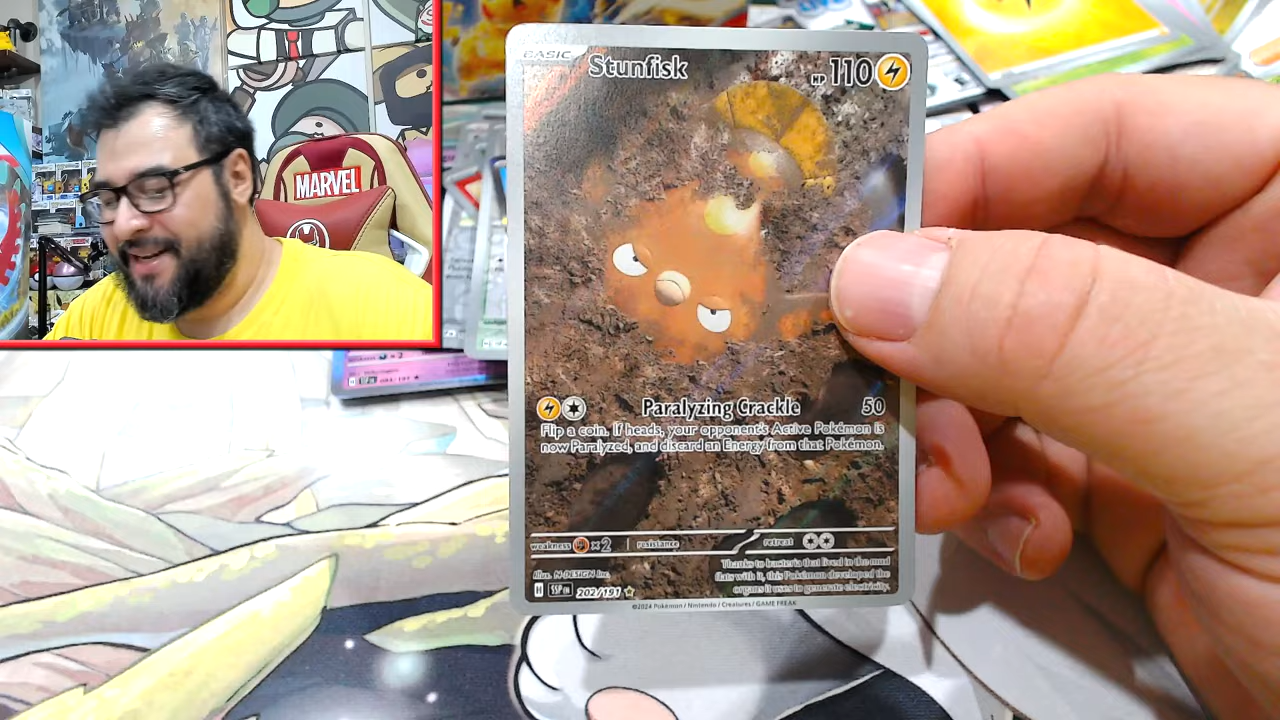 MARVEL
BASIC
Stunfisk
HP 110
Paralyzing Crackle 50
Flip a coin. If heads, your opponent's Active Pokémon is
now Paralyzed, and discard an Energy from that Pokémon.
weakness ×2 resistance retreat
Thanks to bacteria that lived in the mud
flats with it, this Pokémon developed the
organs it uses to generate electricity.
Illus. N-DESIGN Inc.
H SSP EN 202/191 ★
©2024 Pokémon / Nintendo / Creatures / GAME FREAK